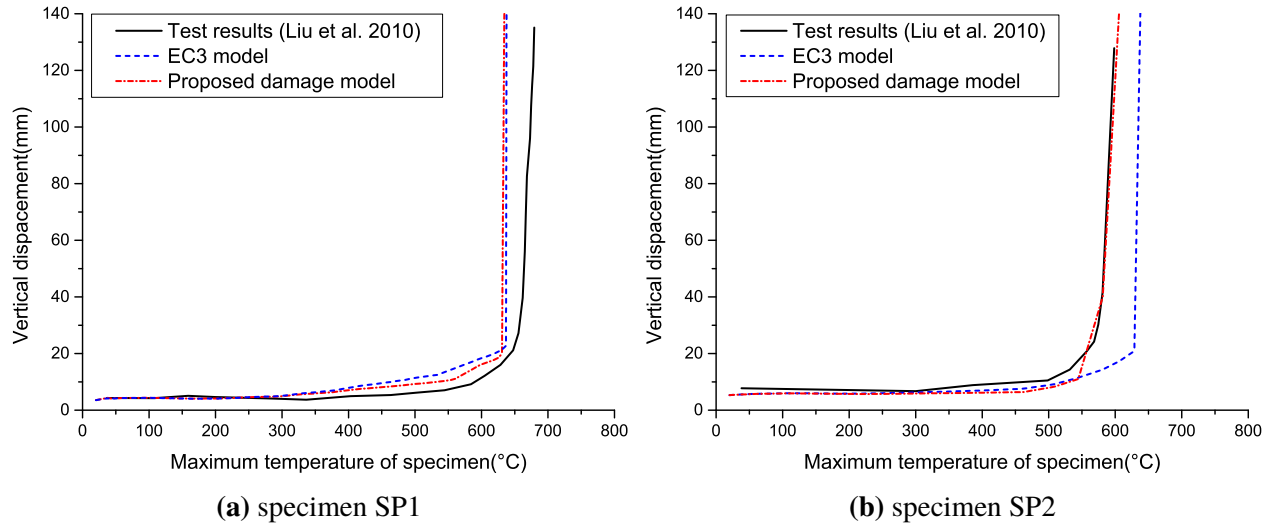 Test results (Liu et al. 2010)
EC3 model
Proposed damage model
Vertical dispacement(mm)
140
120
100
80
60
40
20
0
0 100 200 300 400 500 600 700 800
Maximum temperature of specimen(°C)
(a) specimen SP1
Test results (Liu et al. 2010)
EC3 model
Proposed damage model
Vertical dispacement(mm)
140
120
100
80
60
40
20
0
0 100 200 300 400 500 600 700 800
Maximum temperature of specimen(°C)
(b) specimen SP2